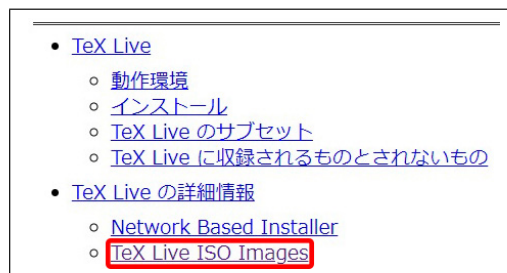 TeX Live
動作環境
インストール
TeX Live のサブセット
TeX Live に収録されるものとされないもの
TeX Live の詳細情報
Network Based Installer
TeX Live ISO Images